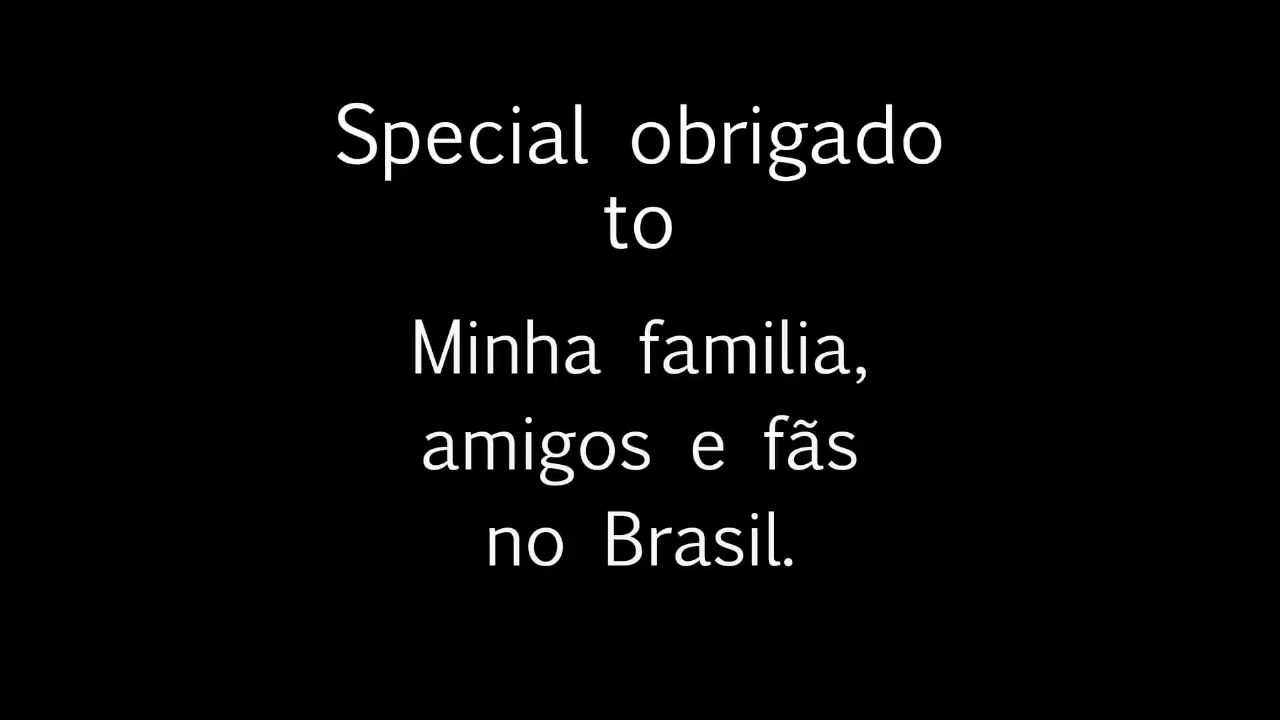 Special obrigado
to
Minha familia,
amigos e fãs
no Brasil.